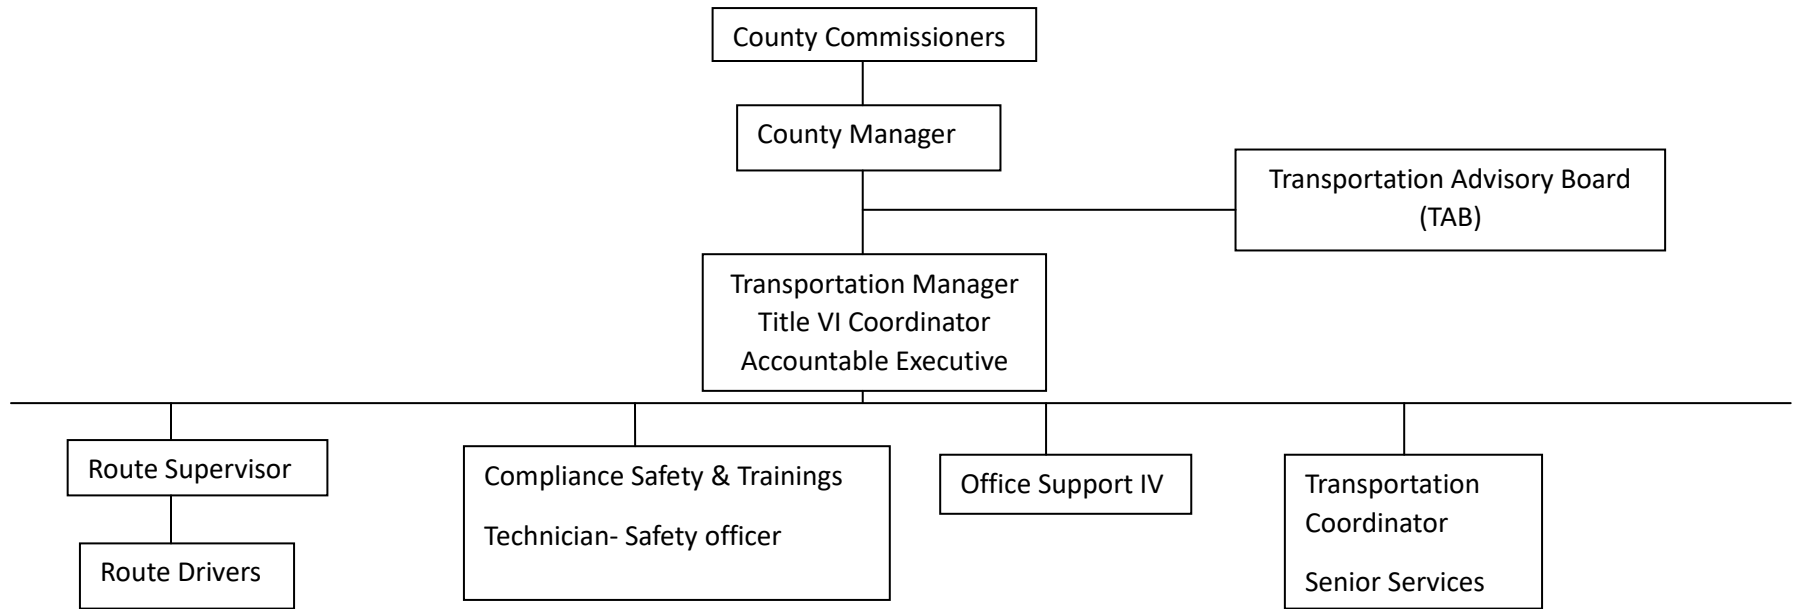 County Commissioners
County Manager
Transportation Advisory Board
(TAB)
Transportation Manager
Title VI Coordinator
Accountable Executive
Route Supervisor
Route Drivers
Compliance Safety & Trainings
Technician- Safety officer
Office Support IV
Transportation
Coordinator
Senior Services